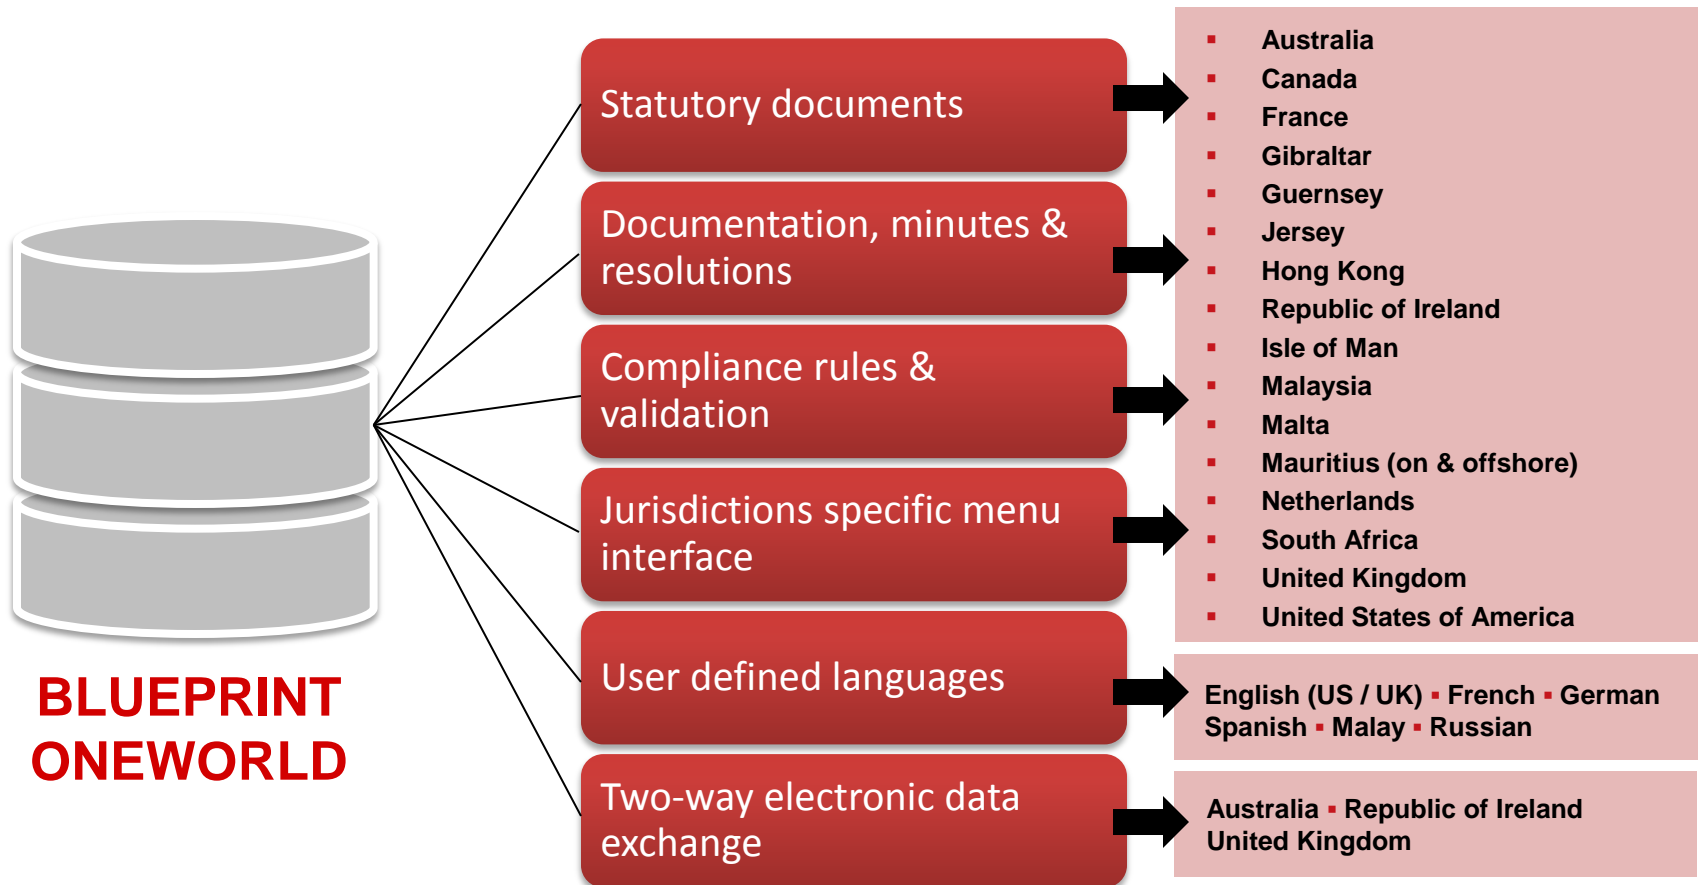 BLUEPRINT
ONEWORLD
Statutory documents
Documentation, minutes &
resolutions
Compliance rules &
validation
Jurisdictions specific menu
interface
User defined languages
Two-way electronic data
exchange
▪ Australia
▪ Canada
▪ France
▪ Gibraltar
▪ Guernsey
▪ Jersey
▪ Hong Kong
▪ Republic of Ireland
▪ Isle of Man
▪ Malaysia
▪ Malta
▪ Mauritius (on & offshore)
▪ Netherlands
▪ South Africa
▪ United Kingdom
▪ United States of America
English (US / UK) ▪ French ▪ German
Spanish ▪ Malay ▪ Russian
Australia ▪ Republic of Ireland
United Kingdom